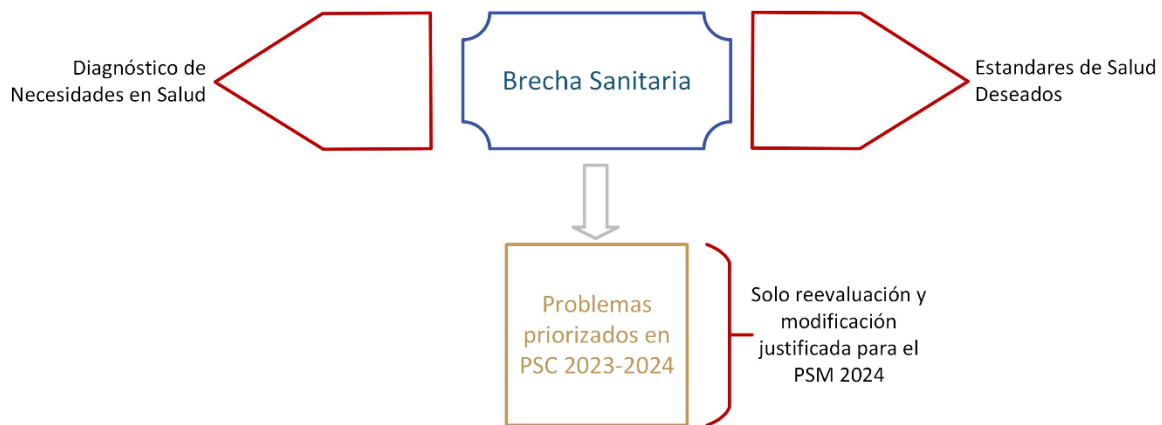 Diagnóstico de
Necesidades en Salud
Brecha Sanitaria
Estandares de Salud
Deseados
Problemas
priorizados en
PSC 2023-2024
Solo reevaluación y
modificación
justificada para el
PSM 2024